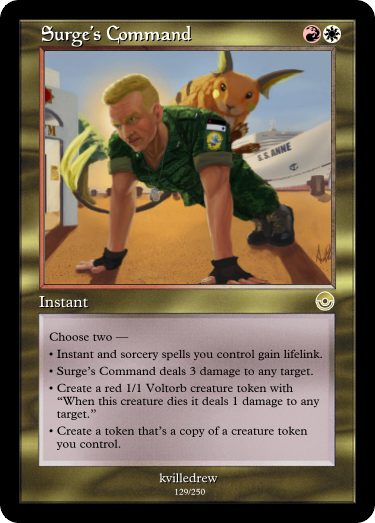 Surge's Command
S.S. ANNE
M
Instant
Choose two —
• Instant and sorcery spells you control gain lifelink.
• Surge's Command deals 3 damage to any target.
• Create a red 1/1 Voltorb creature token with
“When this creature dies it deals 1 damage to any
target.”
• Create a token that's a copy of a creature token
you control.
kvilledrew
129/250